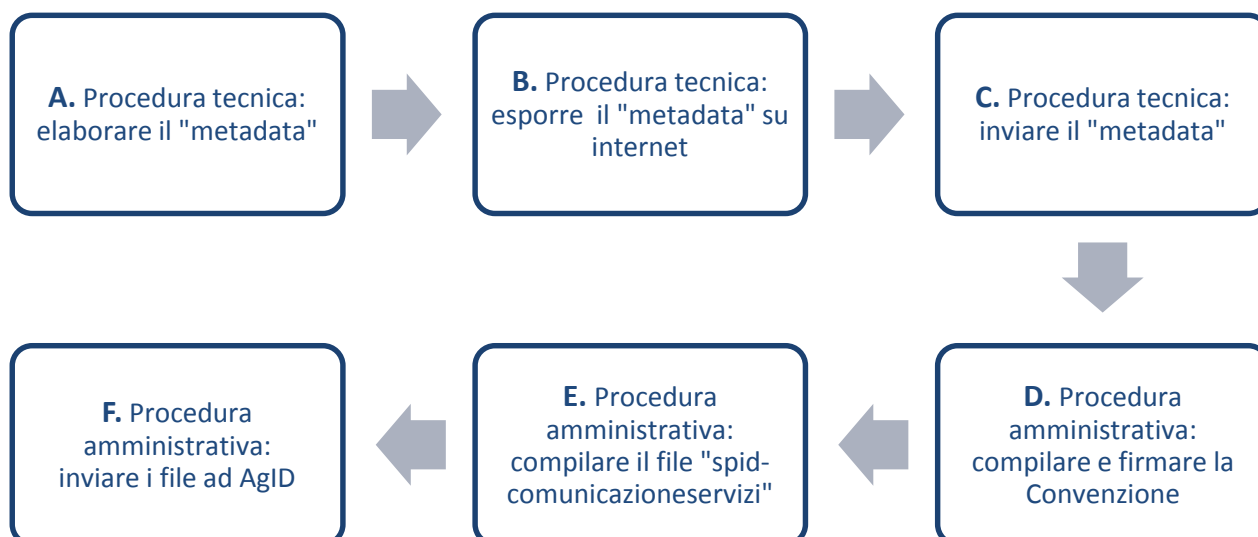 A. Procedura tecnica:
elaborare il "metadata"
B. Procedura tecnica:
esporre il "metadata" su
internet
C. Procedura tecnica:
inviare il "metadata"
D. Procedura
amministrativa:
compilare e firmare la
Convenzione
E. Procedura
amministrativa:
compilare il file "spid-
comunicazioneservizi"
F. Procedura
amministrativa:
inviare i file ad AgID